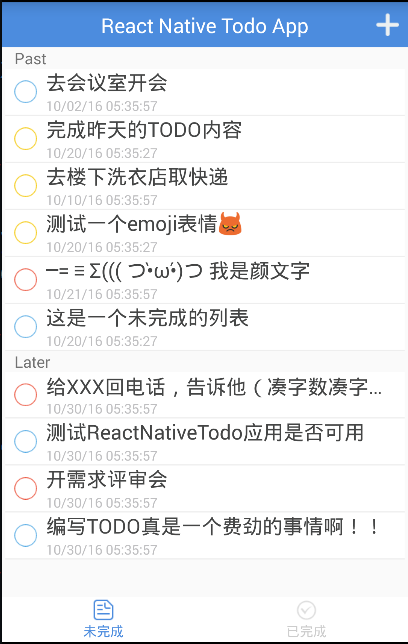 React Native Todo App
Past
去会议室开会
10/02/16 05:35:57
完成昨天的TODO内容
10/20/16 05:35:27
去楼下洗衣店取快递
10/10/16 05:35:57
测试一个emoji表情👿
10/20/16 05:35:27
─=≡Σ(((つ•̀ω•́)つ 我是颜文字
10/21/16 05:35:57
这是一个未完成的列表
10/20/16 05:35:27
Later
给XXX回电话，告诉他（凑字数凑字...
10/30/16 05:35:57
测试ReactNativeTodo应用是否可用
10/30/16 05:35:57
开需求评审会
10/30/16 05:35:57
编写TODO真是一个费劲的事情啊！！
10/30/16 05:35:57
未完成
已完成